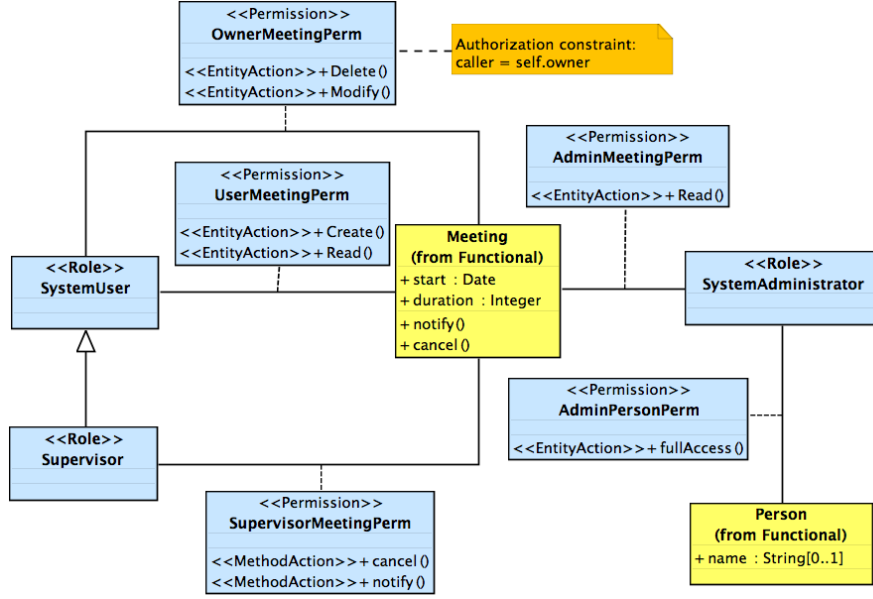 <<Permission>>
OwnerMeetingPerm
<<EntityAction>> + Delete()
<<EntityAction>> + Modify()
Authorization constraint:
caller = self.owner
<<Permission>>
AdminMeetingPerm
<<EntityAction>> + Read()
<<Permission>>
UserMeetingPerm
<<EntityAction>> + Create()
<<EntityAction>> + Read()
Meeting
(from Functional)
+ start : Date
+ duration : Integer
+ notify()
+ cancel()
<<Role>>
SystemUser
<<Role>>
SystemAdministrator
<<Permission>>
AdminPersonPerm
<<EntityAction>> + fullAccess()
<<Role>>
Supervisor
<<Permission>>
SupervisorMeetingPerm
<<MethodAction>> + cancel()
<<MethodAction>> + notify()
Person
(from Functional)
+ name : String[0..1]